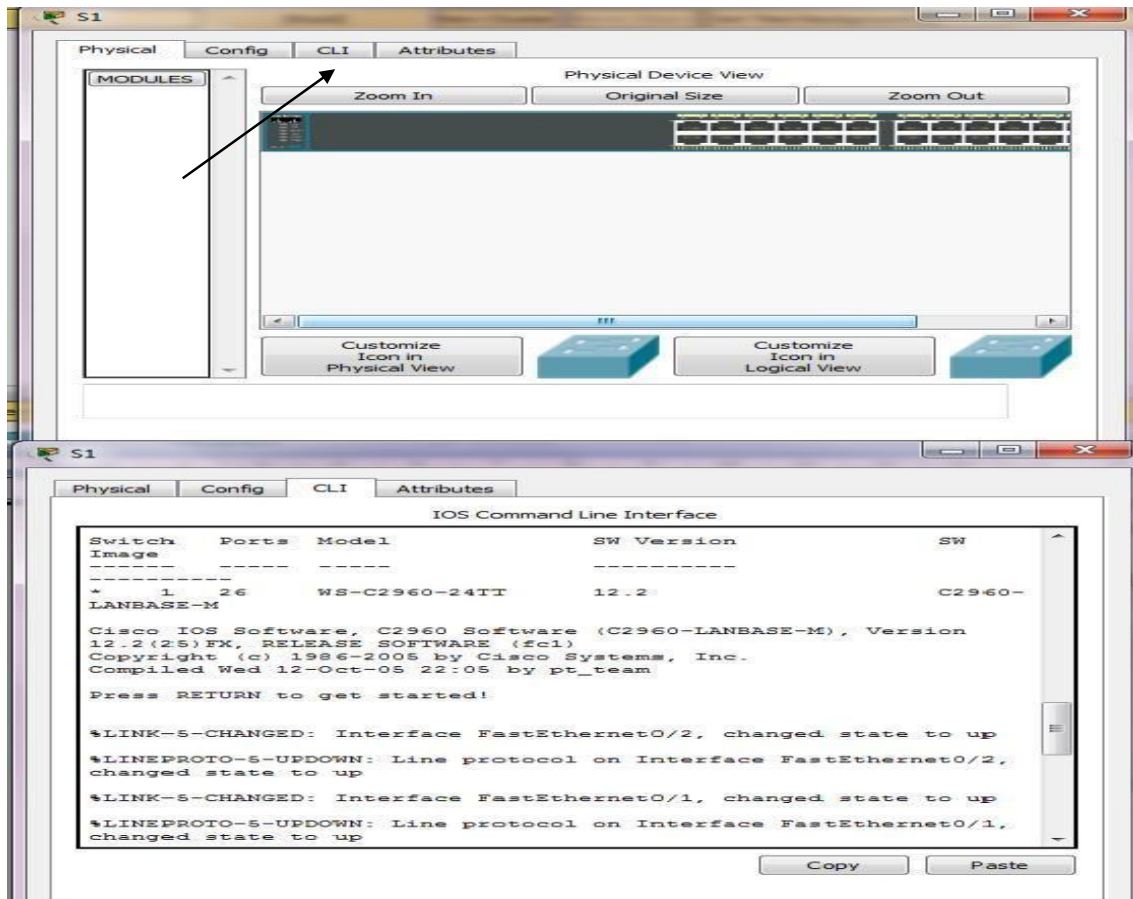 S1
Physical Config CLI Attributes
MODULES
Physical Device View
Zoom In Original Size Zoom Out
Customize
Icon in
Physical View
Customize
Icon in
Logical View
S1
Physical Config CLI Attributes
IOS Command Line Interface
Switch Ports Model SW Version SW
Image
------ ----- ----- ----------
----------
* 1 26 WS-C2960-24TT 12.2 C2960-
LANBASE-M
Cisco IOS Software, C2960 Software (C2960-LANBASE-M), Version
12.2(25)FX, RELEASE SOFTWARE (fc1)
Copyright (c) 1986-2005 by Cisco Systems, Inc.
Compiled Wed 12-Oct-05 22:05 by pt_team
Press RETURN to get started!
%LINK-5-CHANGED: Interface FastEthernet0/2, changed state to up
%LINEPROTO-5-UPDOWN: Line protocol on Interface FastEthernet0/2,
changed state to up
%LINK-5-CHANGED: Interface FastEthernet0/1, changed state to up
%LINEPROTO-5-UPDOWN: Line protocol on Interface FastEthernet0/1,
changed state to up
Copy Paste